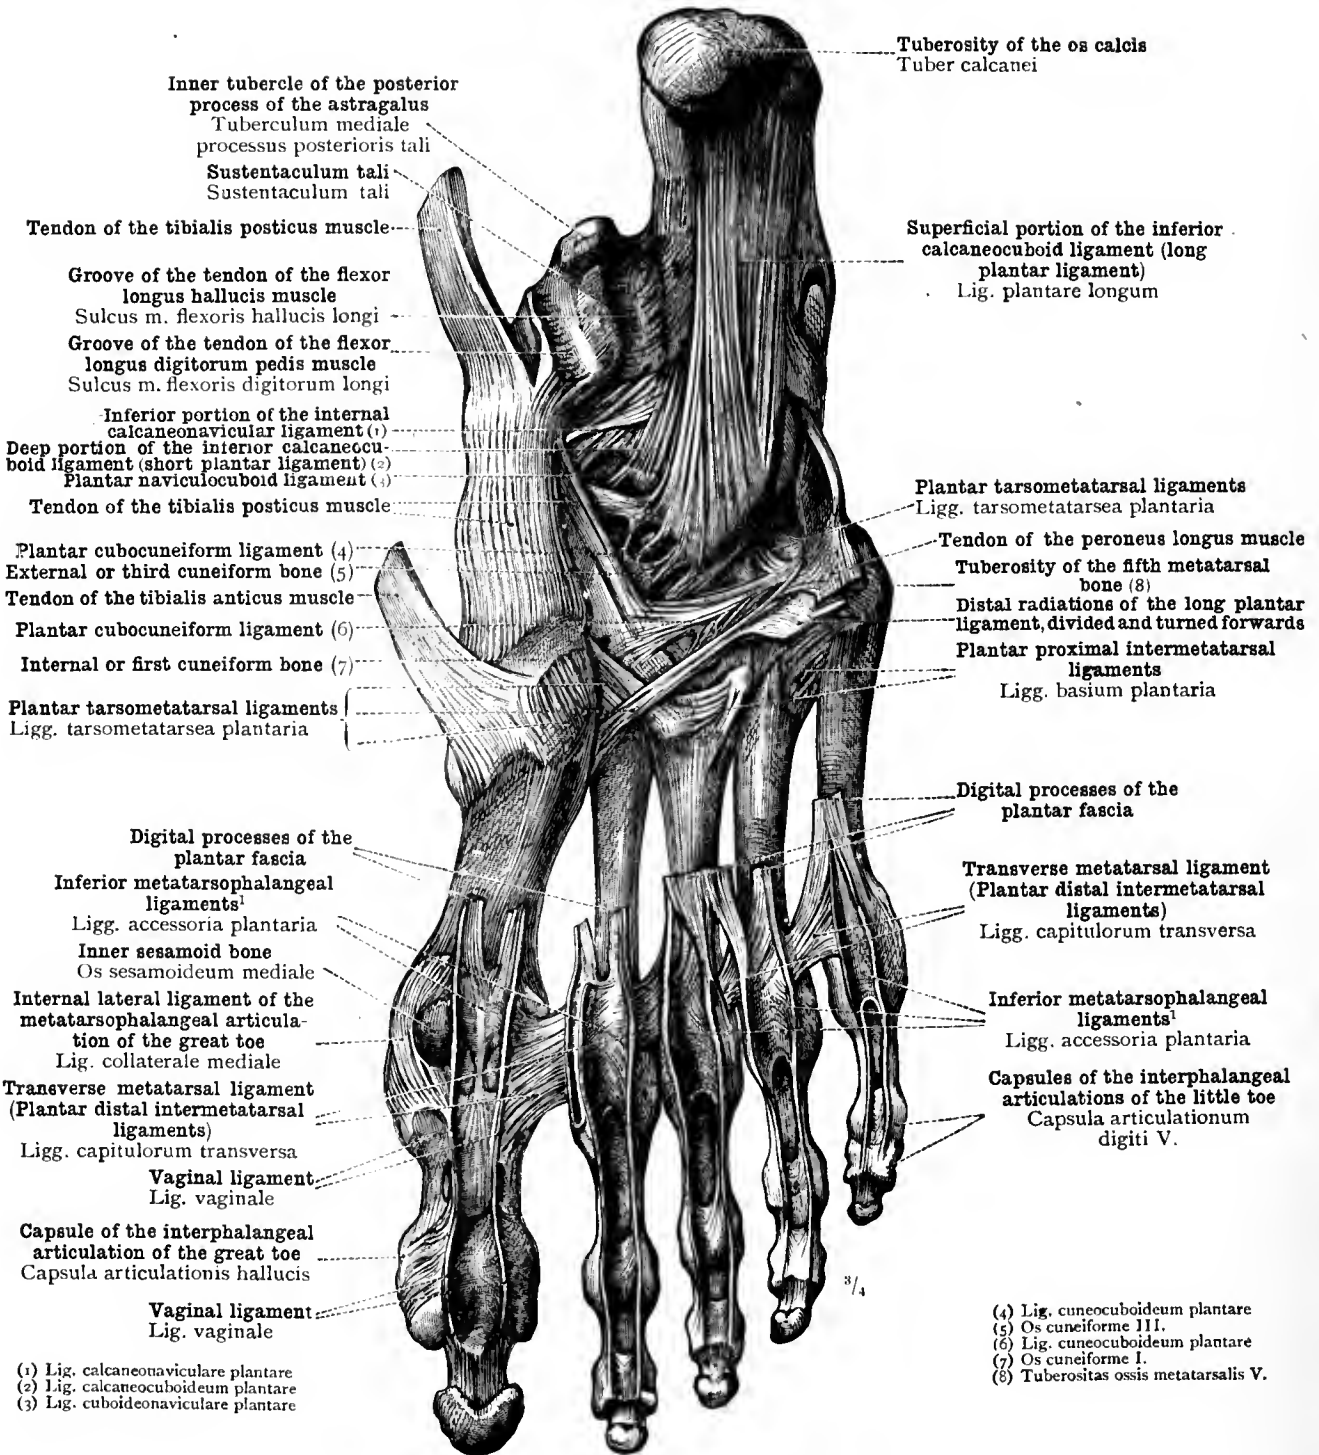 Tuberosity of the os calcis
Tuber calcanei
Inner tubercle of the posterior
process of the astragalus
Tuberculum mediale
processus posterioris tali
Sustentaculum tali
Sustentaculum tali
Tendon of the tibialis posticus muscle
Groove of the tendon of the flexor
longus hallucis muscle
Sulcus m. flexoris hallucis longi
Groove of the tendon of the flexor
longus digitorum pedis muscle
Sulcus m. flexoris digitorum longi
Inferior portion of the internal
calcaneonavicular ligament (1)
Deep portion of the interior calcaneocu-
boid ligament (short plantar ligament) (2)
Plantar naviculocuboid ligament (3)
Tendon of the tibialis posticus muscle
Plantar cubocuneiform ligament (4)
External or third cuneiform bone (5)
Tendon of the tibialis anticus muscle
Plantar cubocuneiform ligament (6)
Internal or first cuneiform bone (7)
Plantar tarsometatarsal ligaments
Ligg. tarsometatarsea plantaria
Digital processes of the
plantar fascia
Inferior metatarsophalangeal
ligaments¹
Ligg. accessoria plantaria
Inner sesamoid bone
Os sesamoideum mediale
Internal lateral ligament of the
metatarsophalangeal articula-
tion of the great toe
Lig. collaterale mediale
Transverse metatarsal ligament
(Plantar distal intermetatarsal
ligaments)
Ligg. capitulorum transversa
Vaginal ligament
Lig. vaginale
Capsule of the interphalangeal
articulation of the great toe
Capsula articulationis hallucis
Vaginal ligament
Lig. vaginale
(1) Lig. calcaneonaviculare plantare
(2) Lig. calcaneocuboideum plantare
(3) Lig. cuboideonaviculare plantare
Superficial portion of the inferior
calcaneocuboid ligament (long
plantar ligament)
Lig. plantare longum
Plantar tarsometatarsal ligaments
Ligg. tarsometatarsea plantaria
Tendon of the peroneus longus muscle
Tuberosity of the fifth metatarsal
bone (8)
Distal radiations of the long plantar
ligament, divided and turned forwards
Plantar proximal intermetatarsal
ligaments
Ligg. basium plantaria
Digital processes of the
plantar fascia
Transverse metatarsal ligament
(Plantar distal intermetatarsal
ligaments)
Ligg. capitulorum transversa
Inferior metatarsophalangeal
ligaments¹
Ligg. accessoria plantaria
Capsules of the interphalangeal
articulations of the little toe
Capsula articulationum
digiti V.
3/4
(4) Lig. cuneocuboideum plantare
(5) Os cuneiforme III.
(6) Lig. cuneocuboideum plantare
(7) Os cuneiforme I.
(8) Tuberositas ossis metatarsalis V.